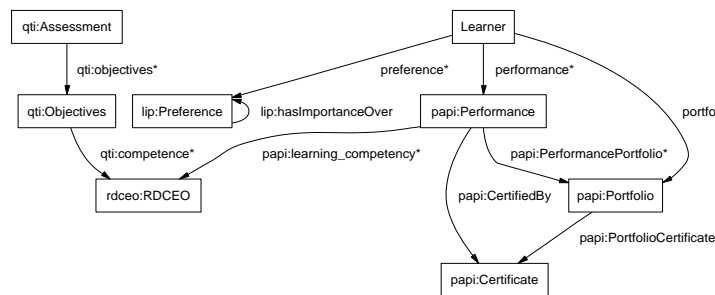 qti:Assessment
Learner
qti:objectives*
preference*
performance*
qti:Objectives
lip:Preference
lip:hasImportanceOver
papi:Performance
portfo
qti:competence*
papi:learning_competency*
papi:PerformancePortfolio*
rdceo:RDCEO
papi:CertifiedBy
papi:Portfolio
papi:PortfolioCertificate
papi:Certificate